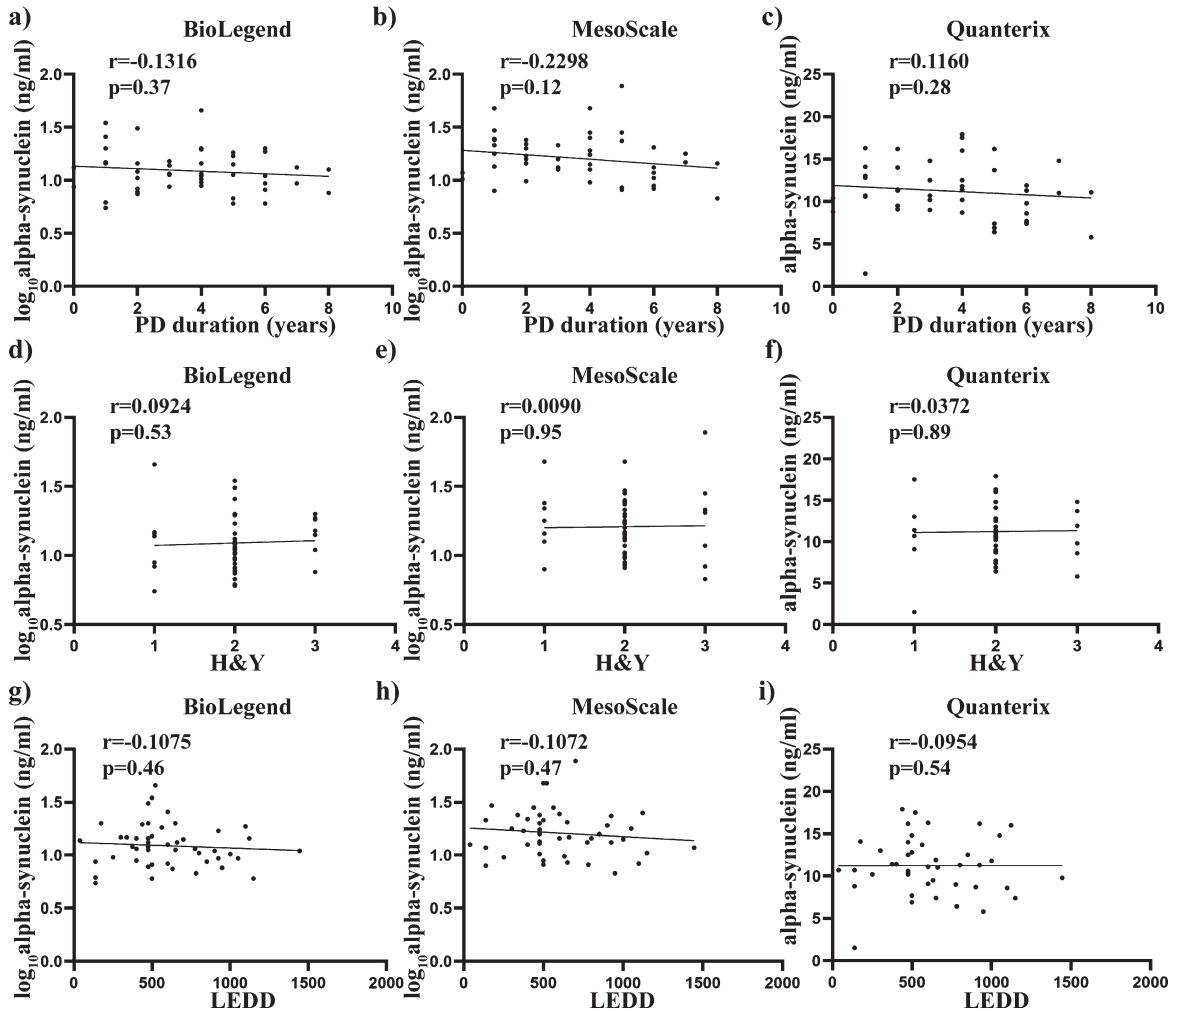 a)
BioLegend
r=-0.1316
p=0.37
log10alpha-synuclein (ng/ml)
2.0
1.5
1.0
0.5
0.0
0 2 4 6 8 10
PD duration (years)
b)
MesoScale
r=-0.2298
p=0.12
log10alpha-synuclein (ng/ml)
2.0
1.5
1.0
0.5
0.0
0 2 4 6 8 10
PD duration (years)
c)
Quanterix
r=0.1160
p=0.28
alpha-synuclein (ng/ml)
25
20
15
10
5
0
0 2 4 6 8 10
PD duration (years)
d)
BioLegend
r=0.0924
p=0.53
log10alpha-synuclein (ng/ml)
2.0
1.5
1.0
0.5
0 1 2 3 4
H&Y
e)
MesoScale
r=0.0090
p=0.95
log10alpha-synuclein (ng/ml)
2.0
1.5
1.0
0.5
0 1 2 3 4
H&Y
f)
Quanterix
r=0.0372
p=0.89
alpha-synuclein (ng/ml)
25
20
15
10
5
0
0 1 2 3 4
H&Y
g)
BioLegend
r=-0.1075
p=0.46
log10alpha-synuclein (ng/ml)
2.0
1.5
1.0
0.5
0.0
0 500 1000 1500 2000
LEDD
h)
MesoScale
r=-0.1072
p=0.47
log10alpha-synuclein (ng/ml)
2.0
1.5
1.0
0.5
0.0
0 500 1000 1500 2000
LEDD
i)
Quanterix
r=-0.0954
p=0.54
alpha-synuclein (ng/ml)
25
20
15
10
5
0
0 500 1000 1500 2000
LEDD